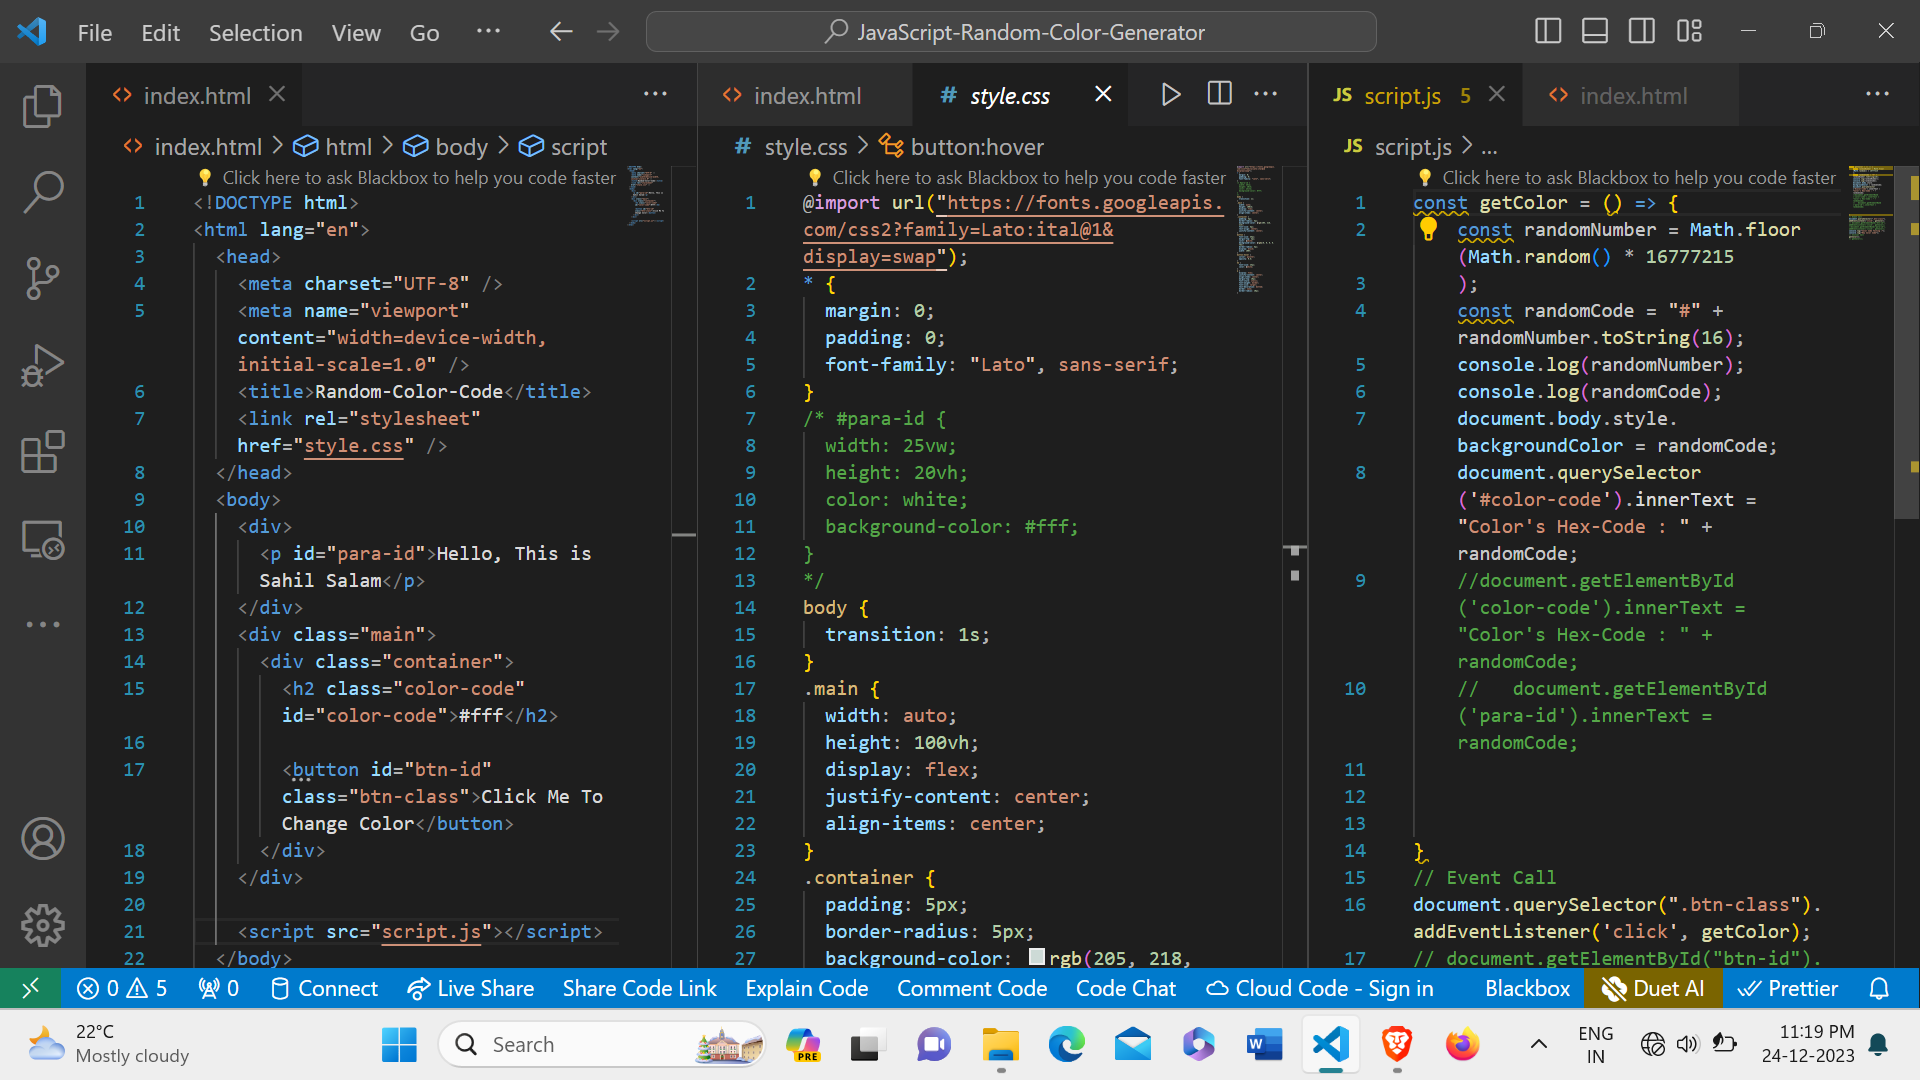 File Edit Selection View Go ··· JavaScript-Random-Color-Generator
index.html
index.html > html > body > script
Click here to ask Blackbox to help you code faster
1 <!DOCTYPE html>
2 <html lang="en">
3 <head>
4 <meta charset="UTF-8" />
5 <meta name="viewport"
content="width=device-width,
initial-scale=1.0" />
6 <title>Random-Color-Code</title>
7 <link rel="stylesheet"
href="style.css" />
8 </head>
9 <body>
10 <div>
11 <p id="para-id">Hello, This is
Sahil Salam</p>
12 </div>
13 <div class="main">
14 <div class="container">
15 <h2 class="color-code"
id="color-code">#fff</h2>
16
17 <button id="btn-id"
class="btn-class">Click Me To
Change Color</button>
18 </div>
19 </div>
20
21 <script src="script.js"></script>
22 </body>
index.html # style.css
# style.css > button:hover
Click here to ask Blackbox to help you code faster
1 @import url("https://fonts.googleapis.
com/css2?family=Lato:ital@1&
display=swap");
2 * {
3 margin: 0;
4 padding: 0;
5 font-family: "Lato", sans-serif;
6 }
7 /* #para-id {
8 width: 25vw;
9 height: 20vh;
10 color: white;
11 background-color: #fff;
12 }
13 */
14 body {
15 transition: 1s;
16 }
17 .main {
18 width: auto;
19 height: 100vh;
20 display: flex;
21 justify-content: center;
22 align-items: center;
23 }
24 .container {
25 padding: 5px;
26 border-radius: 5px;
27 background-color: rgb(205, 218,
JS script.js 5 index.html
JS script.js > ...
Click here to ask Blackbox to help you code faster
1 const getColor = () => {
2 const randomNumber = Math.floor
(Math.random() * 16777215
3 );
4 const randomCode = "#" +
randomNumber.toString(16);
5 console.log(randomNumber);
6 console.log(randomCode);
7 document.body.style.
backgroundColor = randomCode;
8 document.querySelector
('#color-code').innerText =
"Color's Hex-Code : " +
randomCode;
9 //document.getElementById
('color-code').innerText =
"Color's Hex-Code : " +
randomCode;
10 // document.getElementById
('para-id').innerText =
randomCode;
11
12
13
14 }
15 // Event Call
16 document.querySelector(".btn-class").
addEventListener('click', getColor);
17 // document.getElementById("btn-id").
0 5 0 Connect Live Share Share Code Link Explain Code Comment Code Code Chat Cloud Code - Sign in Blackbox Duet AI Prettier
22°C
Mostly cloudy
Search
PRE
ENG
IN
11:19 PM
24-12-2023